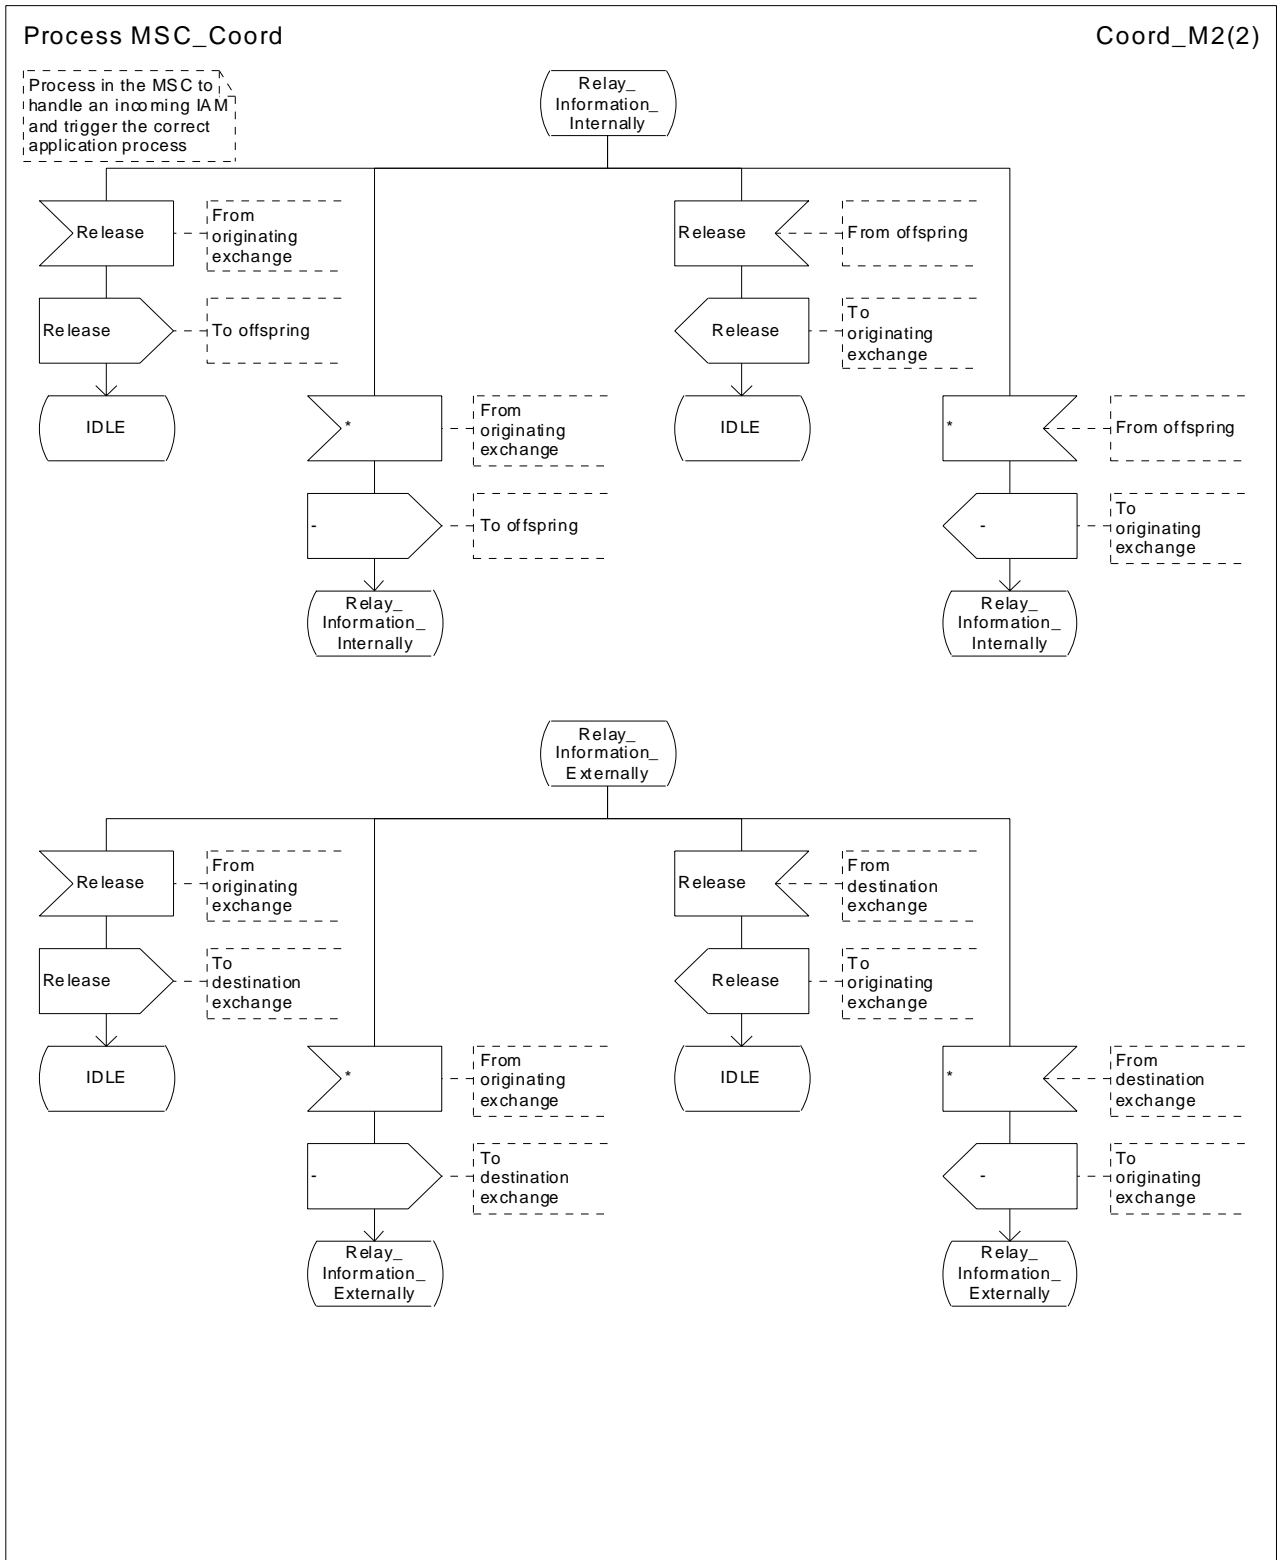 Process MSC_Coord
Coord_M2(2)
Process in the MSC to
handle an incoming IAM
and trigger the correct
application process
Relay_
Information_
Internally
Release
From
originating
exchange
Release
From offspring
Release
To offspring
Release
To
originating
exchange
IDLE
*
From
originating
exchange
IDLE
*
From offspring
-
To offspring
-
To
originating
exchange
Relay_
Information_
Internally
Relay_
Information_
Internally
Relay_
Information_
Externally
Release
From
originating
exchange
Release
From
destination
exchange
Release
To
destination
exchange
Release
To
originating
exchange
IDLE
*
From
originating
exchange
IDLE
*
From
destination
exchange
-
To
destination
exchange
-
To
originating
exchange
Relay_
Information_
Externally
Relay_
Information_
Externally